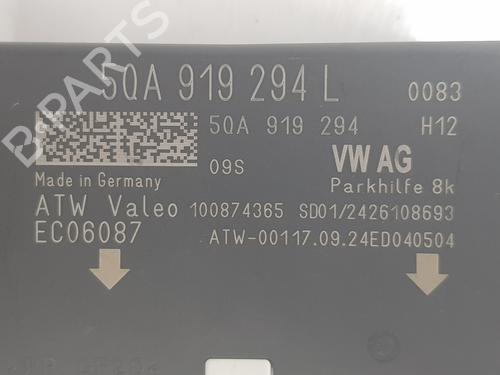 5QA 919 294 L 0083
5QA 919 294 H12
09S VW AG
Made in Germany Parkhilfe 8k
ATW Valeo 100874365 SD01/2426108693
EC06087 ATW-00117.09.24ED040504
B-PARTS